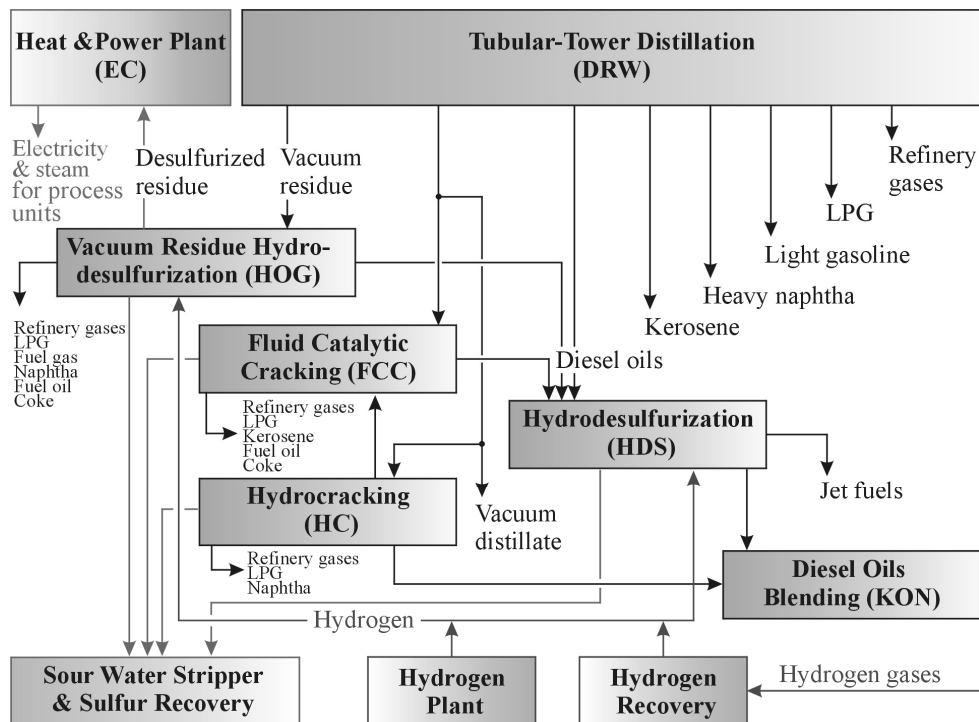 Heat &Power Plant
(EC)
Tubular-Tower Distillation
(DRW)
Electricity
& steam
for process
units
Desulfurized
residue
Vacuum
residue
Refinery
gases
LPG
Light gasoline
Heavy naphtha
Kerosene
Vacuum Residue Hydro-
desulfurization (HOG)
Refinery gases
LPG
Fuel gas
Naphtha
Fuel oil
Coke
Fluid Catalytic
Cracking (FCC)
Diesel oils
Refinery gases
LPG
Kerosene
Fuel oil
Coke
Hydrodesulfurization
(HDS)
Jet fuels
Hydrocracking
(HC)
Vacuum
distillate
Refinery gases
LPG
Naphtha
Diesel Oils
Blending (KON)
Hydrogen
Sour Water Stripper
& Sulfur Recovery
Hydrogen
Plant
Hydrogen
Recovery
Hydrogen gases